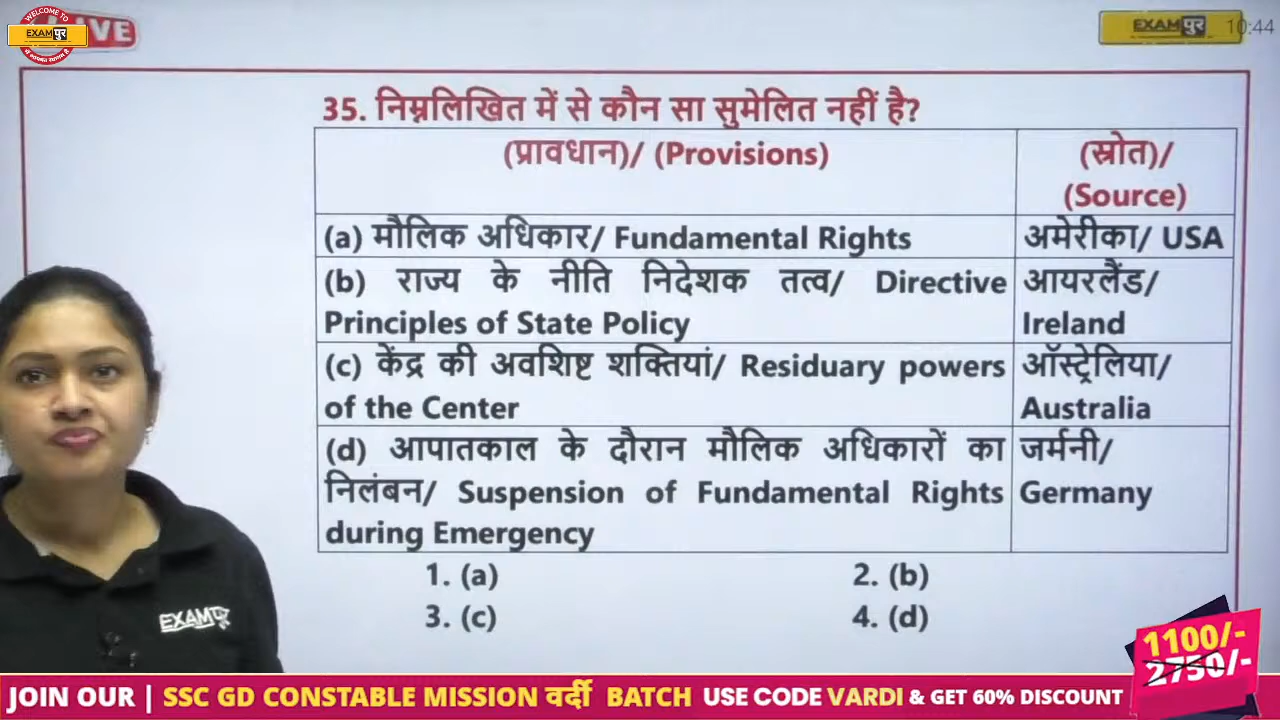 WELCOME TO
EXAMपुर
LIVE
EXAMपुर
10:44
35. निम्नलिखित में से कौन सा सुमेलित नहीं है?
(प्रावधान)/ (Provisions)
(स्रोत)/
(Source)
(a) मौलिक अधिकार/ Fundamental Rights
अमेरीका/ USA
(b) राज्य के नीति निदेशक तत्व/ Directive
Principles of State Policy
आयरलैंड/
Ireland
(c) केंद्र की अवशिष्ट शक्तियां/ Residuary powers
of the Center
ऑस्ट्रेलिया/
Australia
(d) आपातकाल के दौरान मौलिक अधिकारों का
निलंबन/ Suspension of Fundamental Rights
during Emergency
जर्मनी/
Germany
1. (a)
2. (b)
3. (c)
4. (d)
EXAMपुर
1100/-
2750/-
JOIN OUR | SSC GD CONSTABLE MISSION वर्दी BATCH USE CODE VARDI & GET 60% DISCOUNT